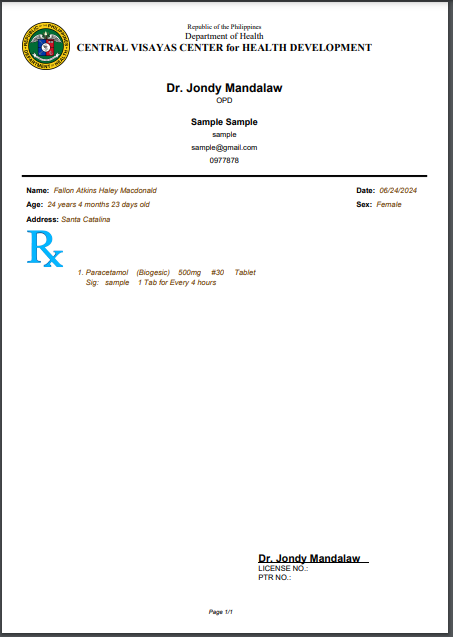 Republic of the Philippines
Department of Health
CENTRAL VISAYAS CENTER for HEALTH DEVELOPMENT
Dr. Jondy Mandalaw
OPD
Sample Sample
sample
sample@gmail.com
0977878
Name: Fallon Atkins Haley Macdonald
Date: 06/24/2024
Age: 24 years 4 months 23 days old
Sex: Female
Address: Santa Catalina
Rx
1. Paracetamol (Biogesic) 500mg #30 Tablet
Sig: sample 1 Tab for Every 4 hours
Dr. Jondy Mandalaw
LICENSE NO.:
PTR NO.:
Page 1/1